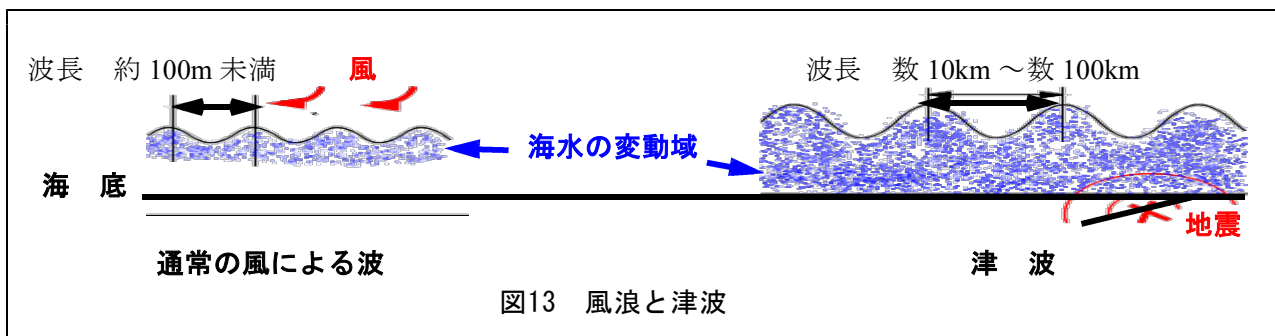 波長　約 100m 未満
風
波長　数 10km ～数 100km
海水の変動域
海　底
地震
通常の風による波
津　波
図13　風浪と津波